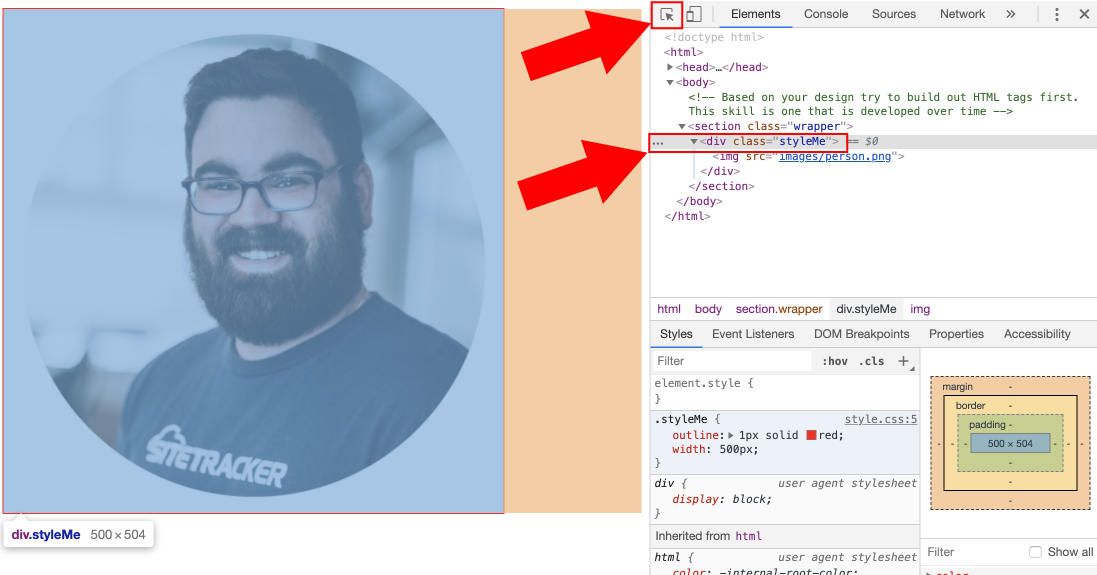 SITETRACKER
div.styleMe 500 × 504
Elements Console Sources Network »
<!doctype html>
<html>
<head>…</head>
<body>
<!-- Based on your design try to build out HTML tags first.
This skill is one that is developed over time -->
<section class="wrapper">
… <div class="styleMe"> == $0
<img src="images/person.png">
</div>
</section>
</body>
</html>
html body section.wrapper div.styleMe img
Styles Event Listeners DOM Breakpoints Properties Accessibility
Filter :hov .cls +
element.style {
}
.styleMe { style.css:5
outline: 1px solid red;
width: 500px;
}
div { user agent stylesheet
display: block;
}
Inherited from html
html { user agent stylesheet
color: -internal-root-color;
margin -
border -
padding -
- - - 500 × 504 - - -
-
-
-
Filter Show all
color